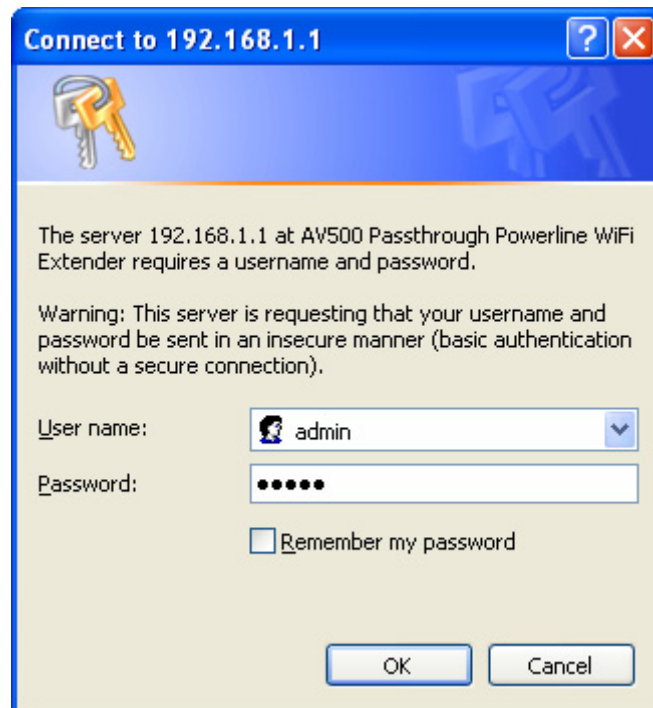 Connect to 192.168.1.1
The server 192.168.1.1 at AV500 Passthrough Powerline WiFi
Extender requires a username and password.
Warning: This server is requesting that your username and
password be sent in an insecure manner (basic authentication
without a secure connection).
User name: admin
Password: •••••
Remember my password
OK Cancel